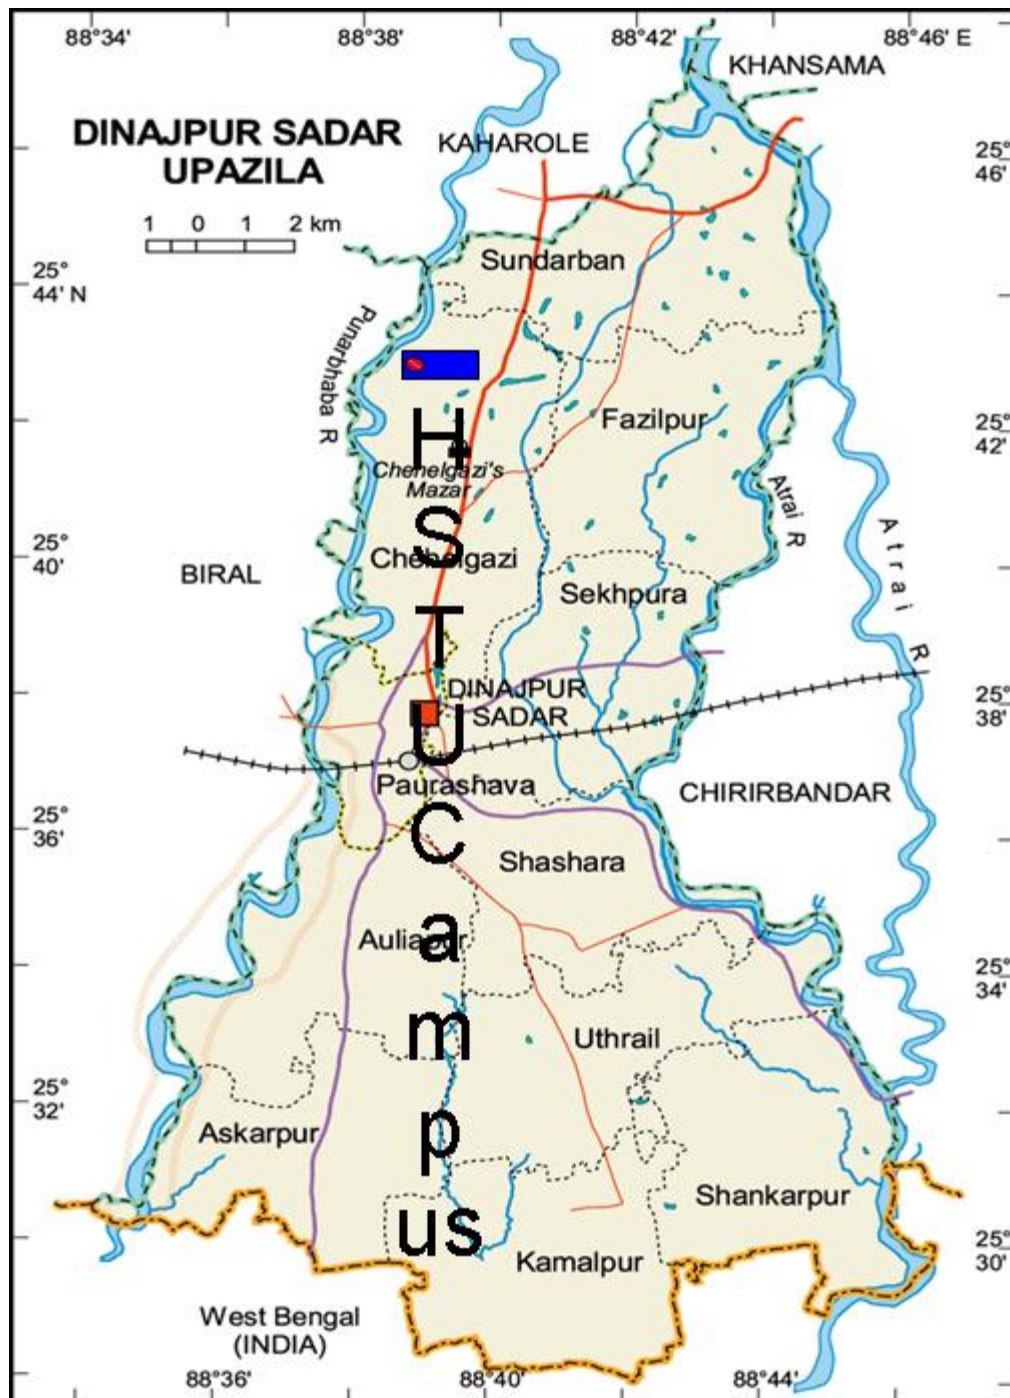 88°34' 88°38' 88°42' 88°46' E
KHANSAMA
DINAJPUR SADAR
UPAZILA
KAHAROLE
25°
46'
1 0 1 2 km
Sundarban
25°
44' N
Punarbhaba R
Fazilpur
25°
42'
Chehelgazi's
Mazar
Atrai R
Atrai R
25°
40'
BIRAL
Chehelgazi
Sekhpura
DINAJPUR
SADAR
25°
38'
Paurashava
CHIRIRBANDAR
25°
36'
Shashara
Auliapur
25°
34'
Uthrail
25°
32'
Askarpur
Shankarpur
25°
30'
Kamalpur
West Bengal
(INDIA)
88°36' 88°40' 88°44'
H
S
T
U
C
a
m
p
us